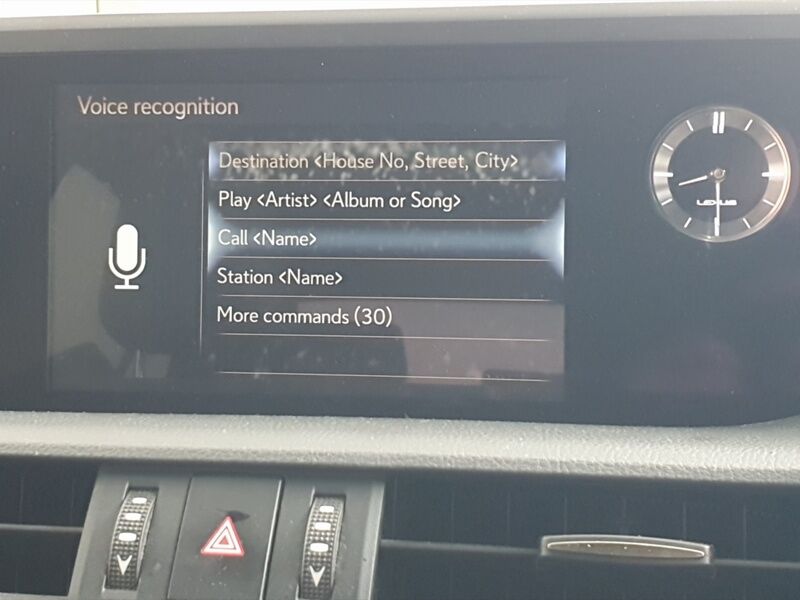 Voice recognition
Destination <House No, Street, City>
Play <Artist> <Album or Song>
Call <Name>
Station <Name>
More commands (30)
LEXUS